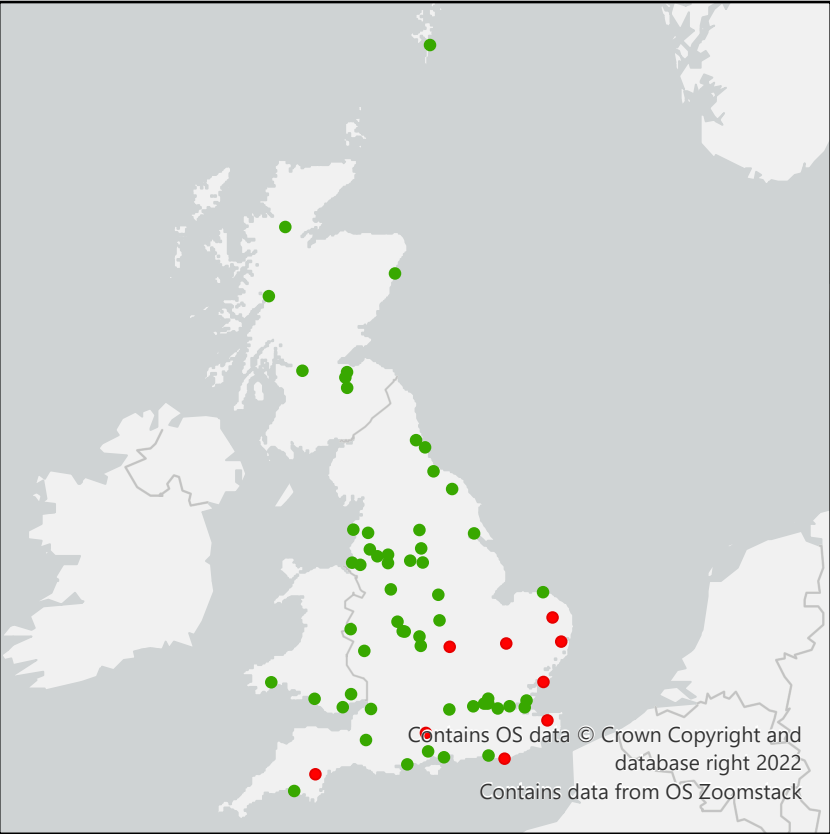 Contains OS data © Crown Copyright and
database right 2022
Contains data from OS Zoomstack